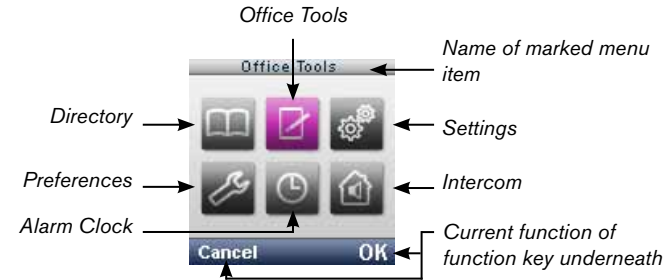 Office Tools
Office Tools
Name of marked menu
item
Directory
Settings
Preferences
Intercom
Alarm Clock
Cancel
OK
Current function of
function key underneath